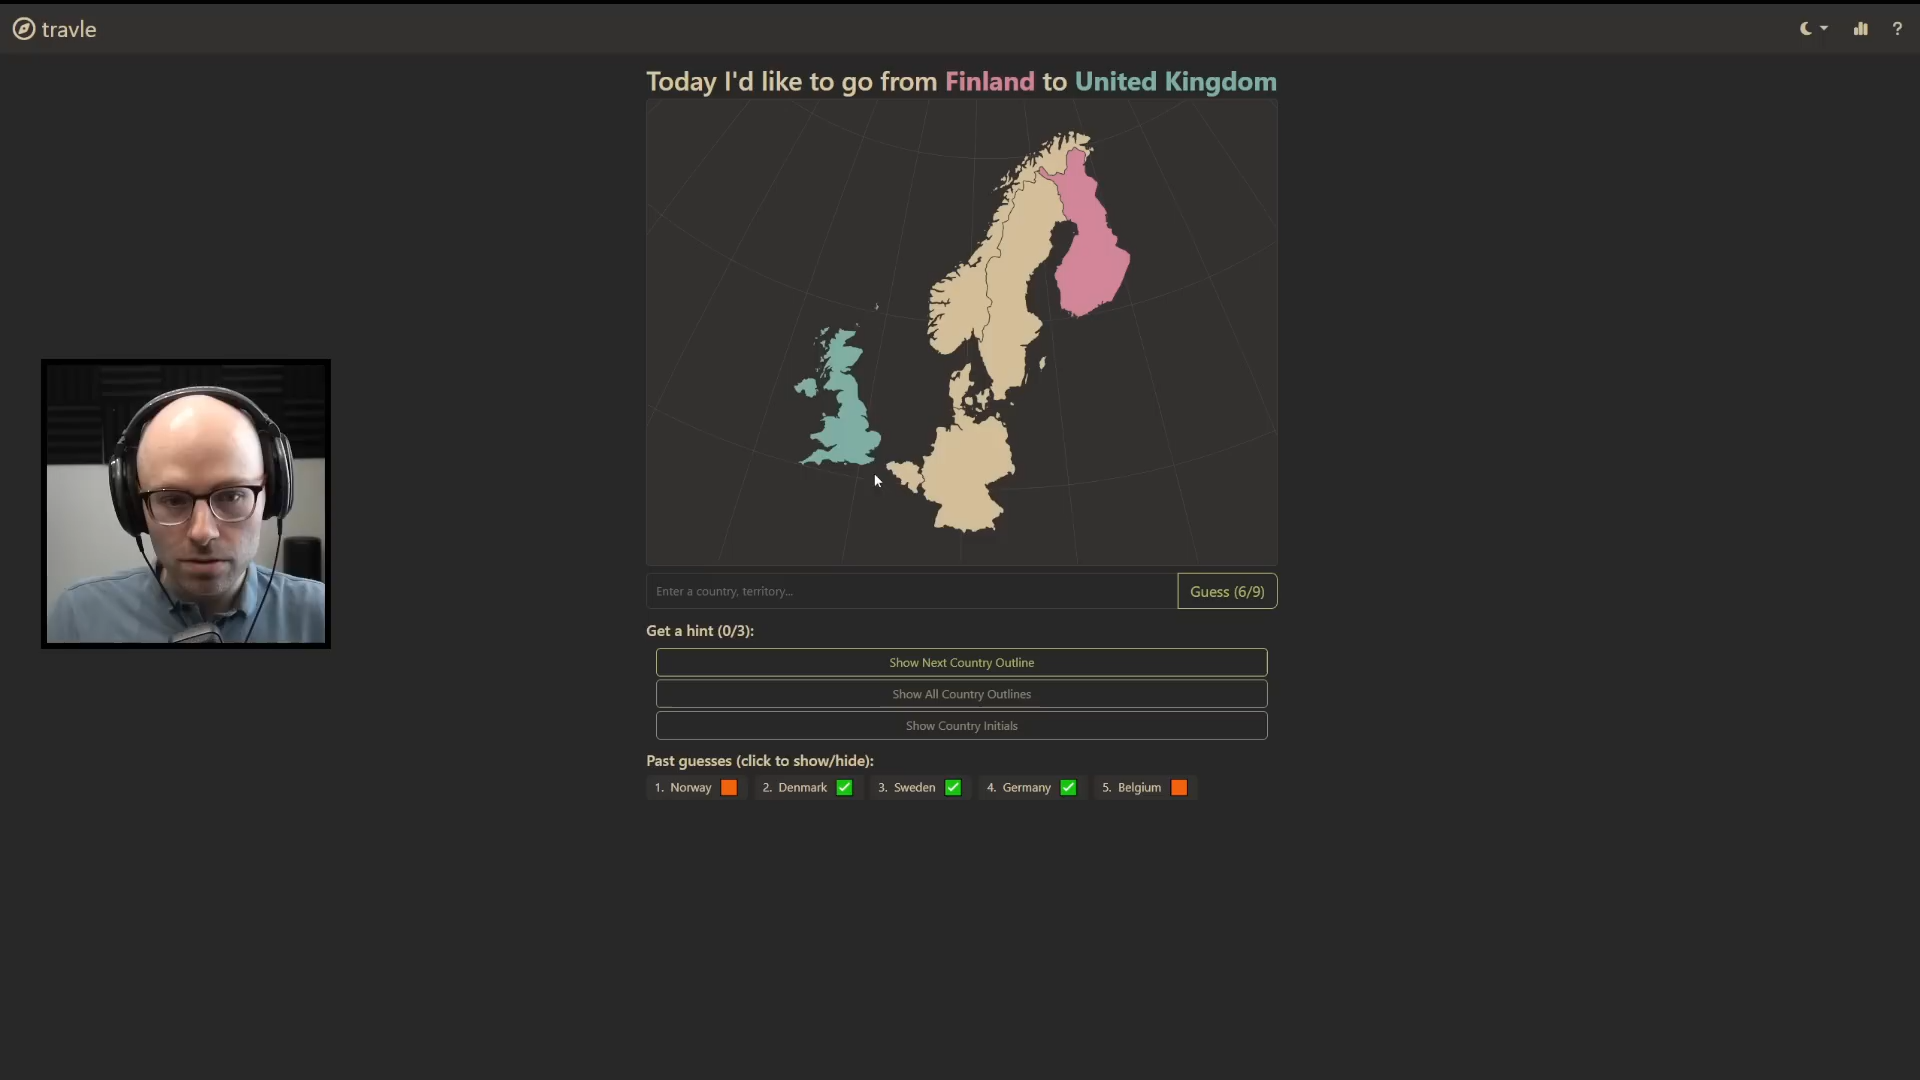 travle
?
Today I'd like to go from Finland to United Kingdom
Enter a country, territory...
Guess (6/9)
Get a hint (0/3):
Show Next Country Outline
Show All Country Outlines
Show Country Initials
Past guesses (click to show/hide):
1. Norway 2. Denmark 3. Sweden 4. Germany 5. Belgium